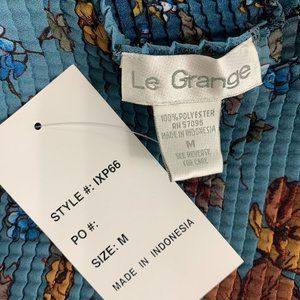 Le Grange
100% POLYESTER
RN 57095
MADE IN INDONESIA
M
SEE REVERSE
FOR CARE
STYLE #: IXP66
PO #:
SIZE: M
MADE IN INDONESIA